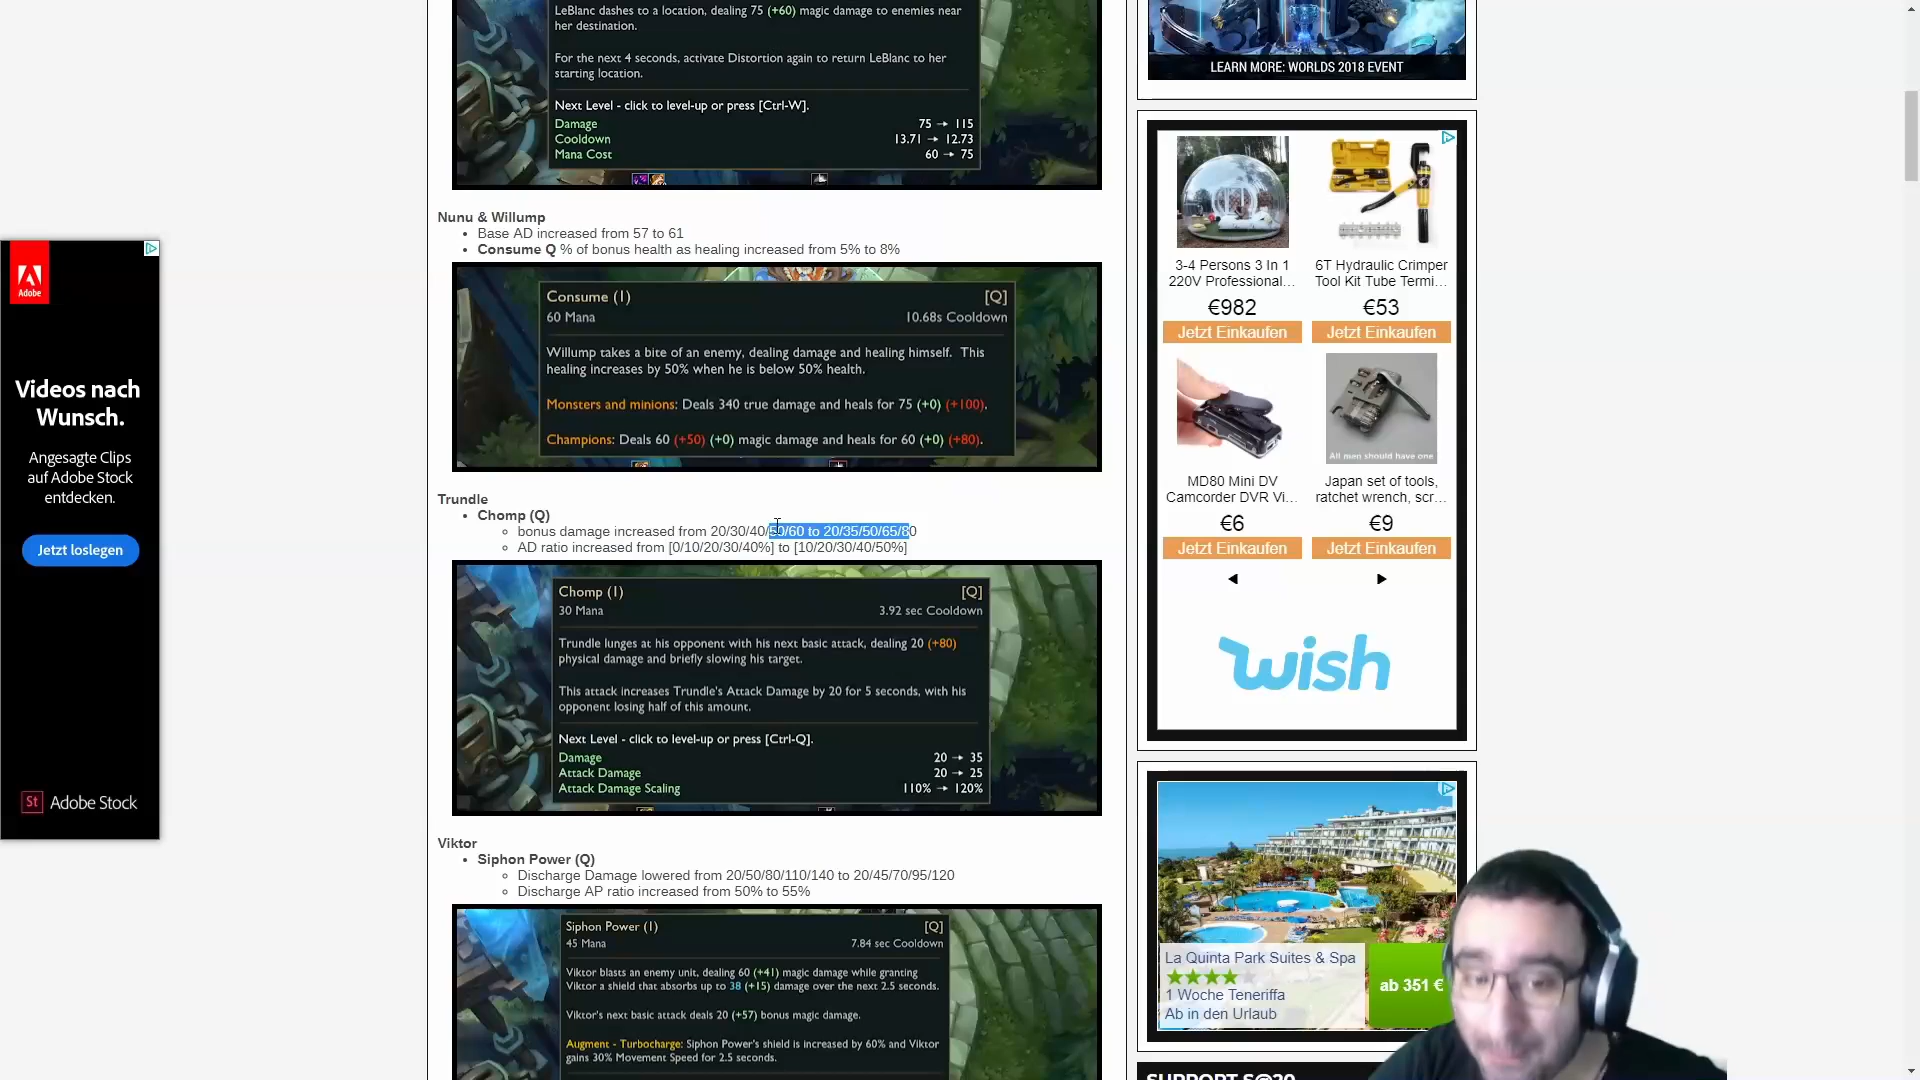 LeBlanc dashes to a location, dealing 75 (+60) magic damage to enemies near
her destination.
For the next 4 seconds, activate Distortion again to return LeBlanc to her
starting location.
Next Level - click to level-up or press [Ctrl-W].
Damage 75 → 115
Cooldown 13.71 → 12.73
Mana Cost 60 → 75
Nunu & Willump
• Base AD increased from 57 to 61
• Consume Q % of bonus health as healing increased from 5% to 8%
Consume (1) [Q]
60 Mana 10.68s Cooldown
Willump takes a bite of an enemy, dealing damage and healing himself. This
healing increases by 50% when he is below 50% health.
Monsters and minions: Deals 340 true damage and heals for 75 (+0) (+100).
Champions: Deals 60 (+50) (+0) magic damage and heals for 60 (+0) (+80).
Trundle
• Chomp (Q)
bonus damage increased from 20/30/40/50/60 to 20/35/50/65/80
AD ratio increased from [0/10/20/30/40%] to [10/20/30/40/50%]
Chomp (1) [Q]
30 Mana 3.92 sec Cooldown
Trundle lunges at his opponent with his next basic attack, dealing 20 (+80)
physical damage and briefly slowing his target.
This attack increases Trundle's Attack Damage by 20 for 5 seconds, with his
opponent losing half of this amount.
Next Level - click to level-up or press [Ctrl-Q].
Damage 20 → 35
Attack Damage 20 → 25
Attack Damage Scaling 110% → 120%
Viktor
• Siphon Power (Q)
Discharge Damage lowered from 20/50/80/110/140 to 20/45/70/95/120
Discharge AP ratio increased from 50% to 55%
Siphon Power (1) [Q]
45 Mana 7.84 sec Cooldown
Viktor blasts an enemy unit, dealing 60 (+41) magic damage while granting
Viktor a shield that absorbs up to 38 (+15) damage over the next 2.5 seconds.
Viktor's next basic attack deals 20 (+57) bonus magic damage.
Augment - Turbocharge: Siphon Power's shield is increased by 60% and Viktor
gains 30% Movement Speed for 2.5 seconds.
Adobe
Videos nach
Wunsch.
Angesagte Clips
auf Adobe Stock
entdecken.
Jetzt loslegen
St Adobe Stock
LEARN MORE: WORLDS 2018 EVENT
3-4 Persons 3 In 1
220V Professional...
€982
Jetzt Einkaufen
6T Hydraulic Crimper
Tool Kit Tube Termi...
€53
Jetzt Einkaufen
MD80 Mini DV
Camcorder DVR Vi...
€6
Jetzt Einkaufen
All men should have one
Japan set of tools,
ratchet wrench, scr...
€9
Jetzt Einkaufen
wish
La Quinta Park Suites & Spa
1 Woche Teneriffa
Ab in den Urlaub
ab 351 €
SUPPORT S@20